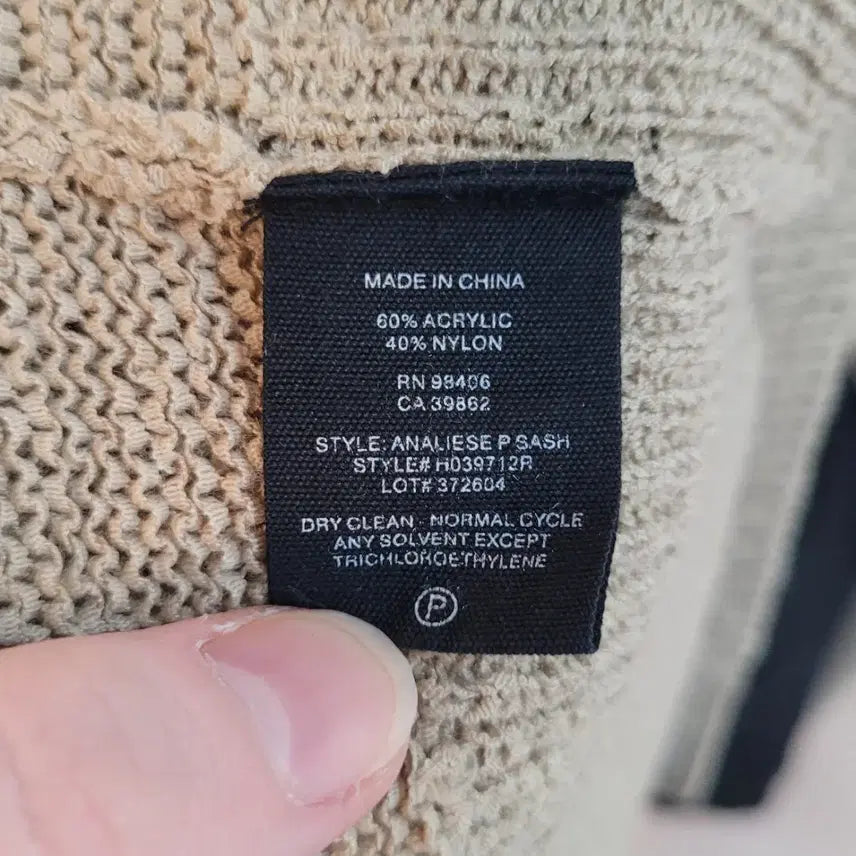 MADE IN CHINA
60% ACRYLIC
40% NYLON
RN 98406
CA 39862
STYLE: ANALIESE P SASH
STYLE# H039712R
LOT# 372604
DRY CLEAN - NORMAL CYCLE
ANY SOLVENT EXCEPT
TRICHLOROETHYLENE
P